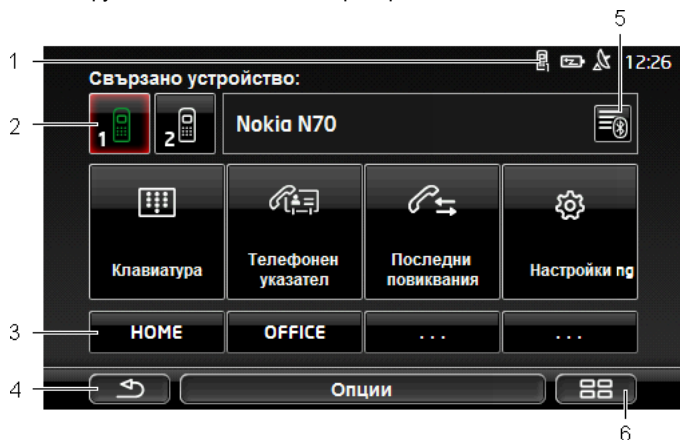 5
1
12:26
Свързано устройство:
2
1
2
Nokia N70
Клавиатура
Телефонен
указател
Последни
повиквания
Настройки ng
3
HOME
OFFICE
...
...
4
Опции
6